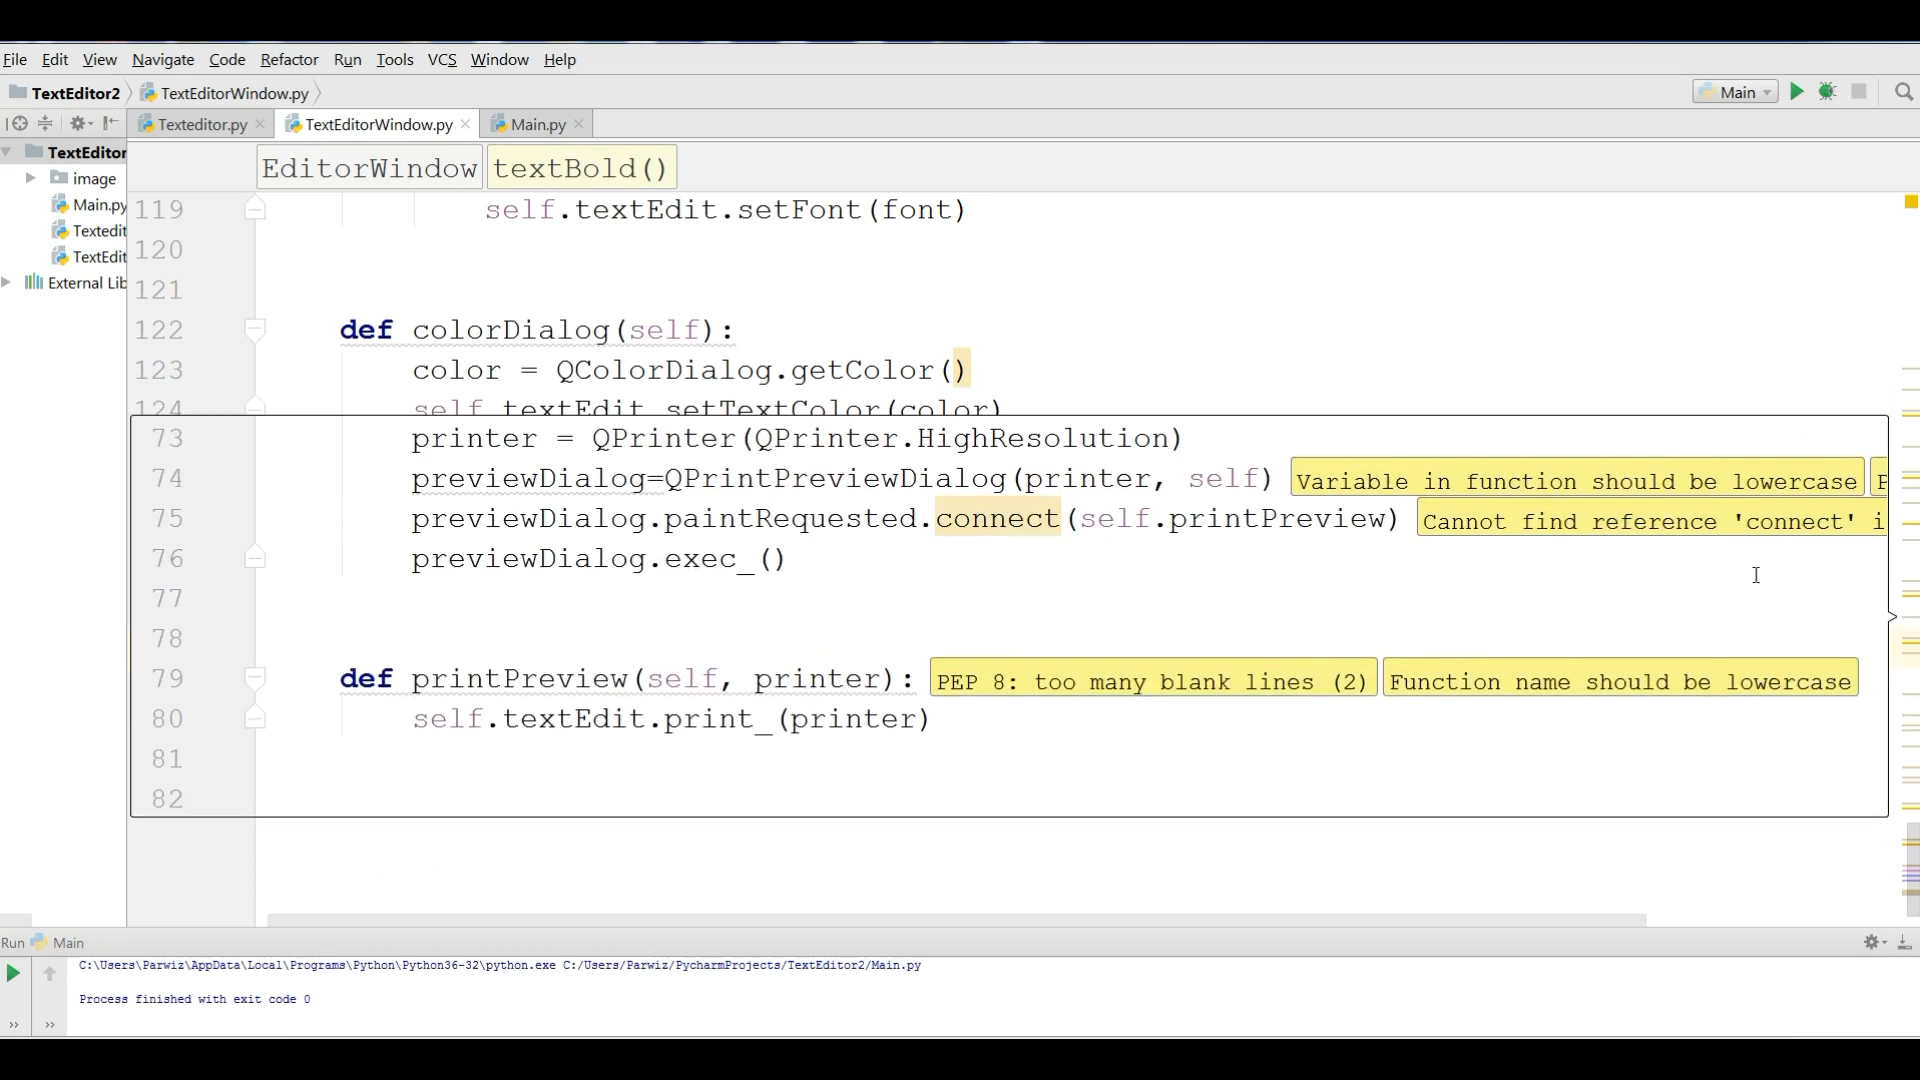 File Edit View Navigate Code Refactor Run Tools VCS Window Help
TextEditor2 TextEditorWindow.py Main
Texteditor.py TextEditorWindow.py Main.py
TextEditor
image
Main.py
Textedit
TextEdit
External Lib
EditorWindow textBold()
119 self.textEdit.setFont(font)
120
121
122 def colorDialog(self):
123 color = QColorDialog.getColor()
124 self.textEdit.setTextColor(color)
73 printer = QPrinter(QPrinter.HighResolution)
74 previewDialog=QPrintPreviewDialog(printer, self) Variable in function should be lowercase P
75 previewDialog.paintRequested.connect(self.printPreview) Cannot find reference 'connect' i
76 previewDialog.exec_()
77
78
79 def printPreview(self, printer): PEP 8: too many blank lines (2) Function name should be lowercase
80 self.textEdit.print_(printer)
81
82
Run Main
C:\Users\Parwiz\AppData\Local\Programs\Python\Python36-32\python.exe C:/Users/Parwiz/PycharmProjects/TextEditor2/Main.py
Process finished with exit code 0